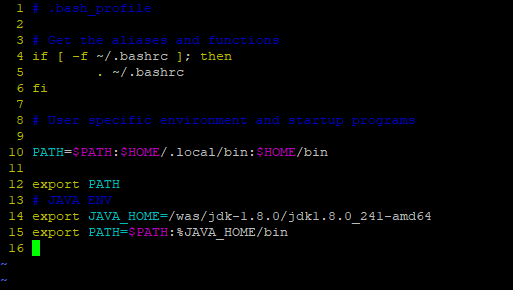 1 # .bash_profile
2
3 # Get the aliases and functions
4 if [ -f ~/.bashrc ]; then
5         . ~/.bashrc
6 fi
7
8 # User specific environment and startup programs
9
10 PATH=$PATH:$HOME/.local/bin:$HOME/bin
11
12 export PATH
13 # JAVA ENV
14 export JAVA_HOME=/was/jdk-1.8.0/jdk1.8.0_241-amd64
15 export PATH=$PATH:%JAVA_HOME/bin
16
~
~